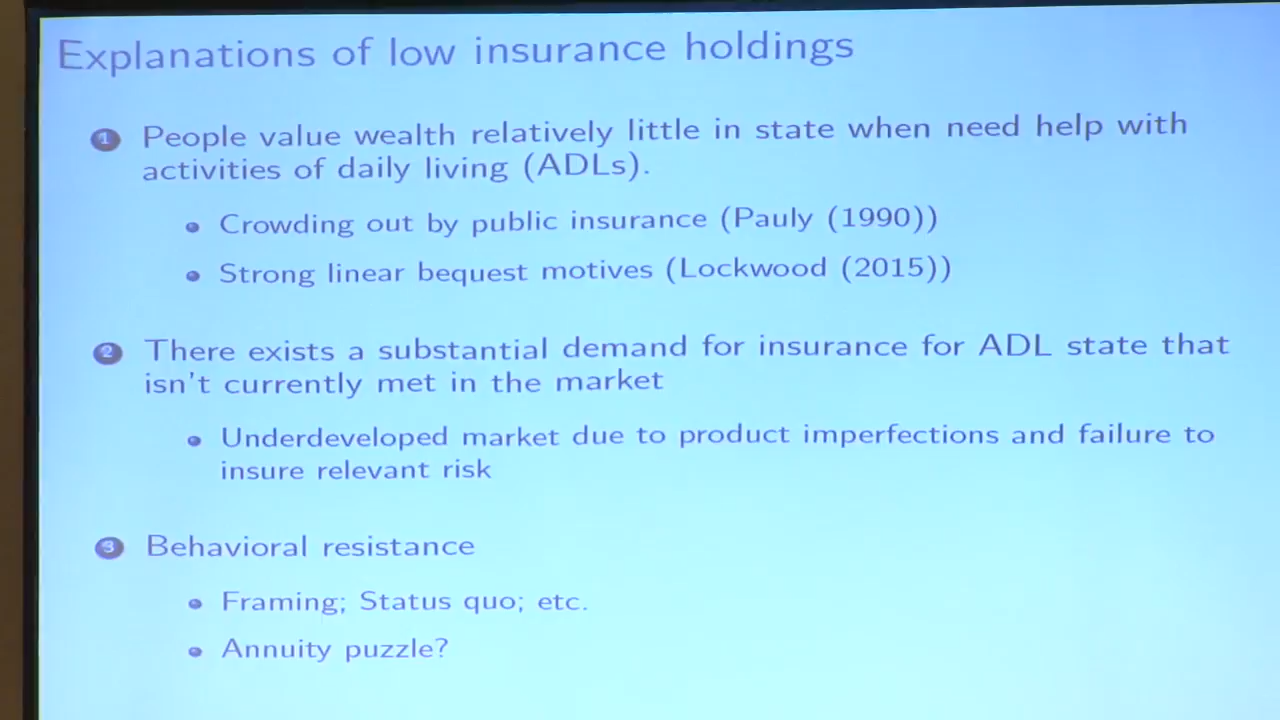 Explanations of low insurance holdings
1 People value wealth relatively little in state when need help with
activities of daily living (ADLs).
Crowding out by public insurance (Pauly (1990))
Strong linear bequest motives (Lockwood (2015))
2 There exists a substantial demand for insurance for ADL state that
isn't currently met in the market
Underdeveloped market due to product imperfections and failure to
insure relevant risk
3 Behavioral resistance
Framing; Status quo; etc.
Annuity puzzle?